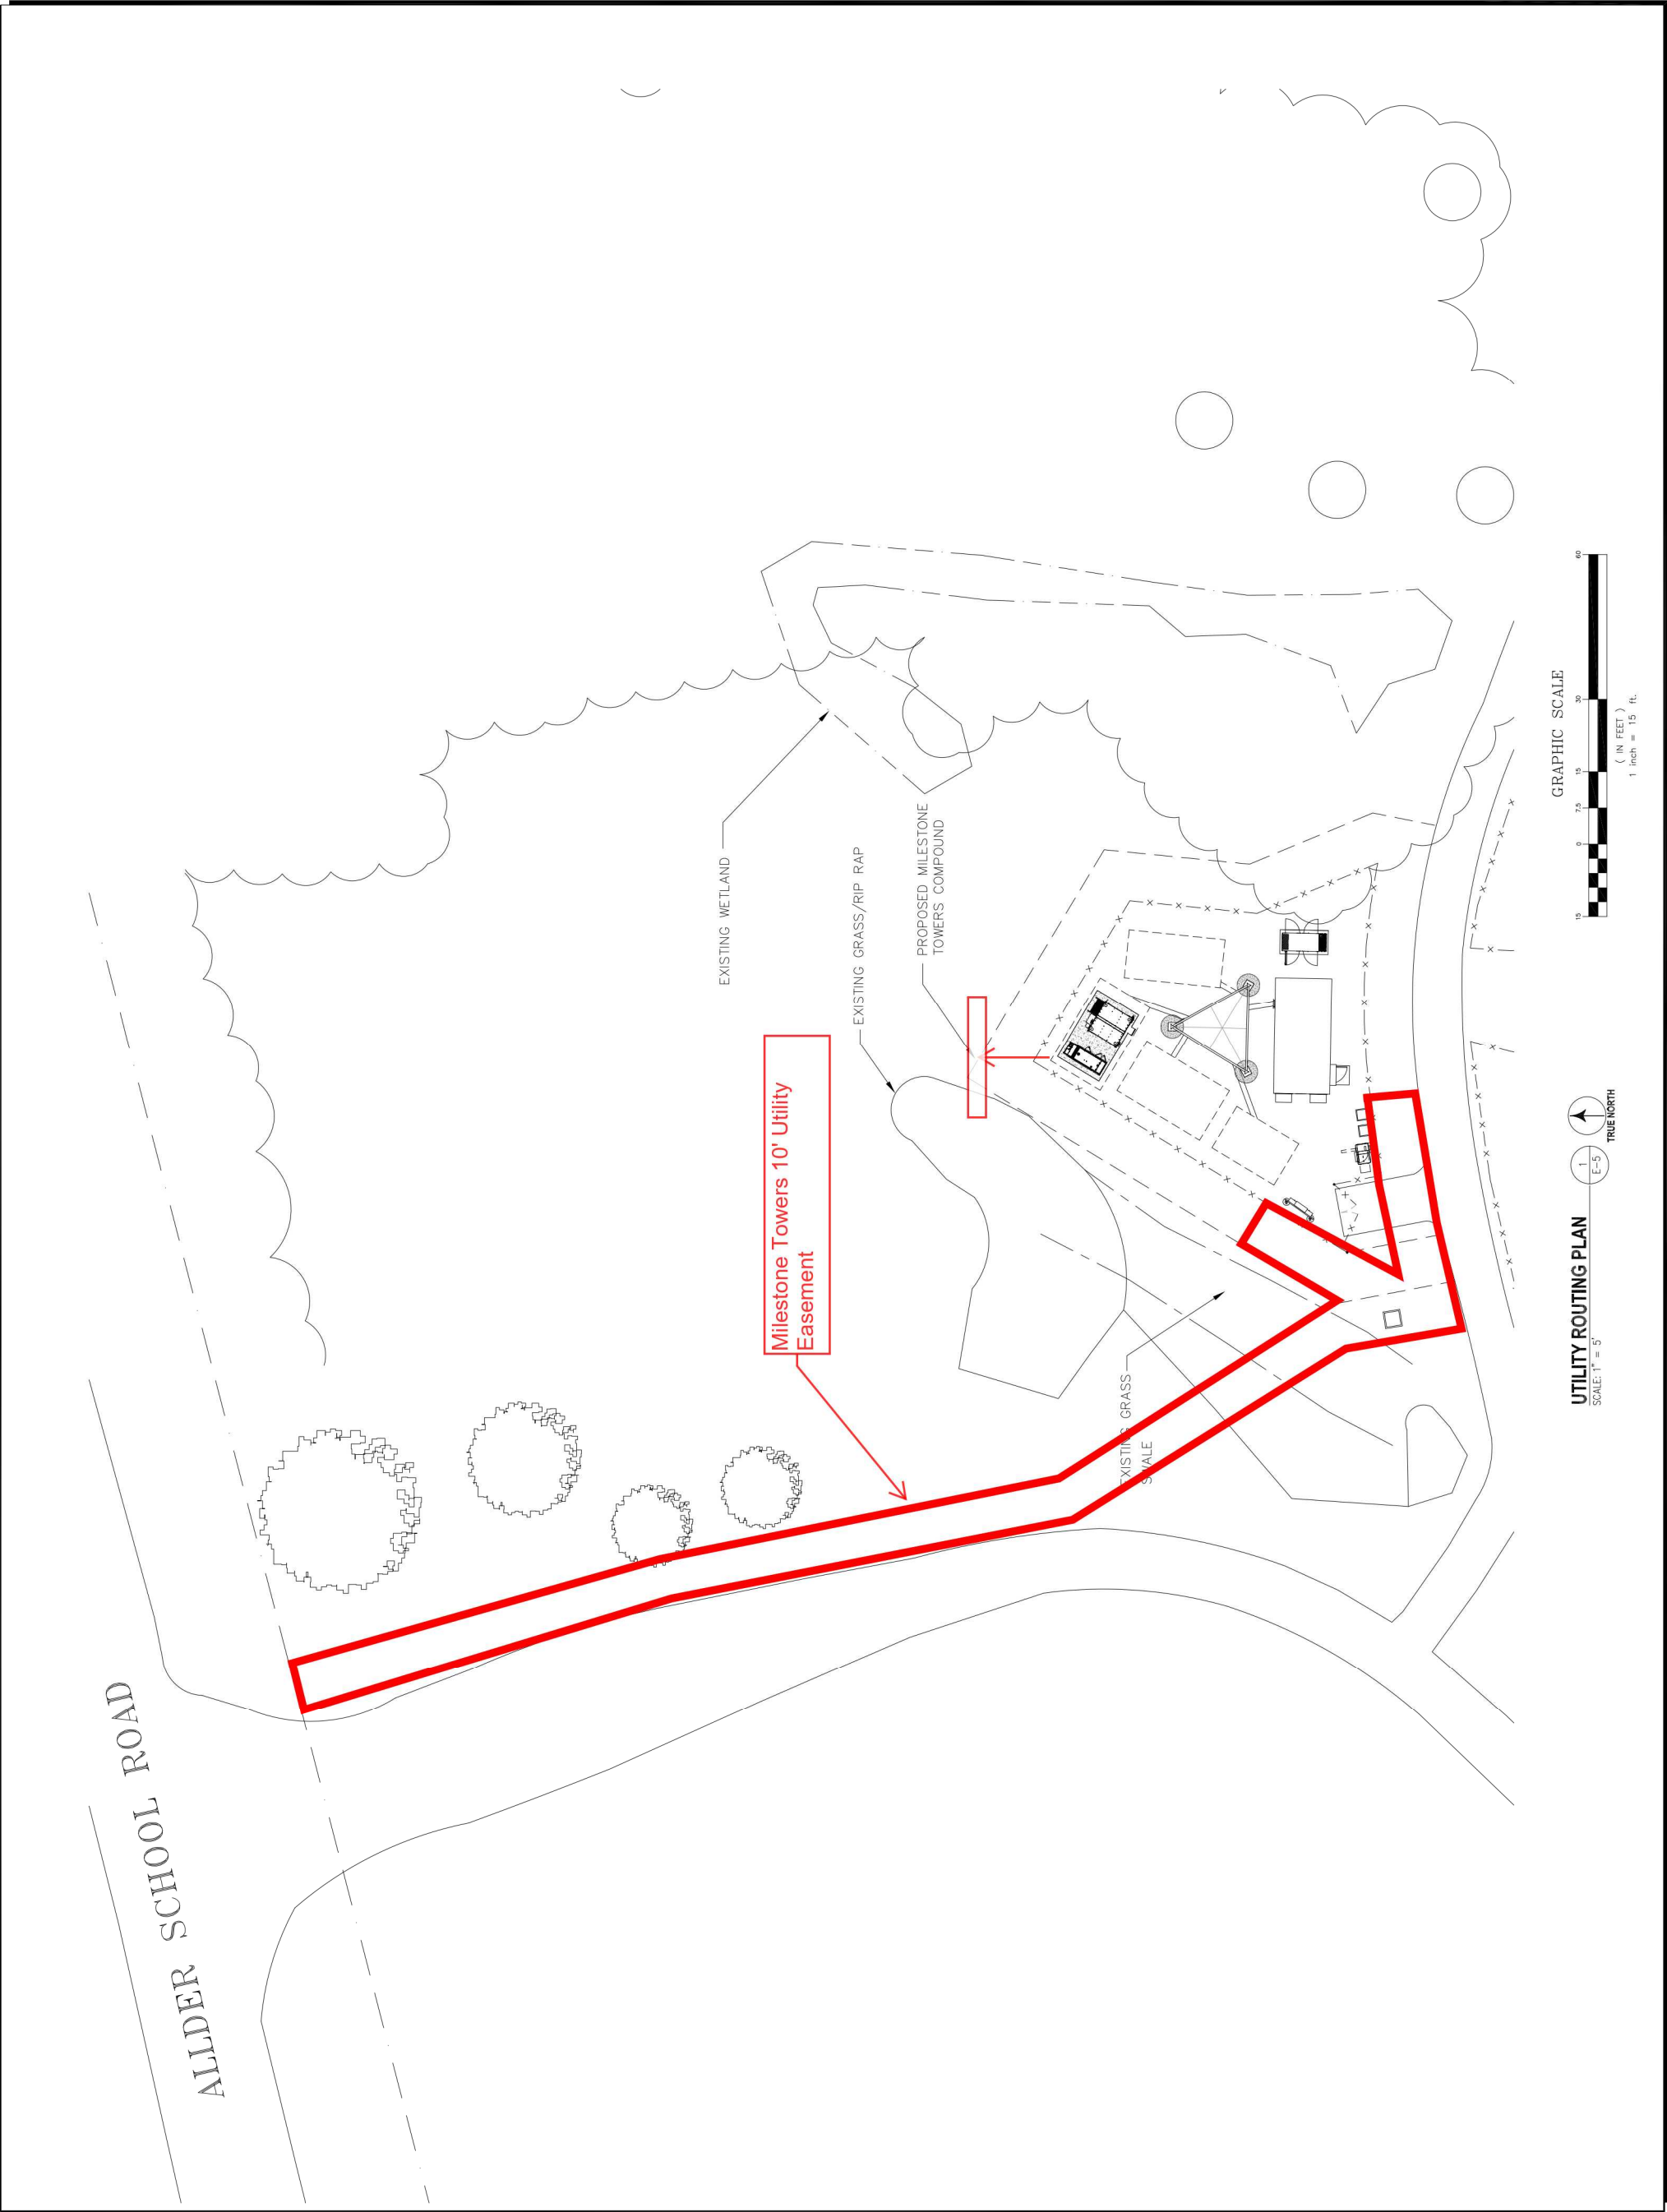 ALLDER SCHOOL ROAD
EXISTING WETLAND
Milestone Towers 10' Utility
Easement
EXISTING GRASS/RIP RAP
PROPOSED MILESTONE
TOWERS COMPOUND
EXISTING GRASS
SWALE
GRAPHIC SCALE
15 0 7.5 15 30 60
( IN FEET )
1 inch = 15 ft.
UTILITY ROUTING PLAN
SCALE: 1" = 5'
1
E-5
TRUE NORTH